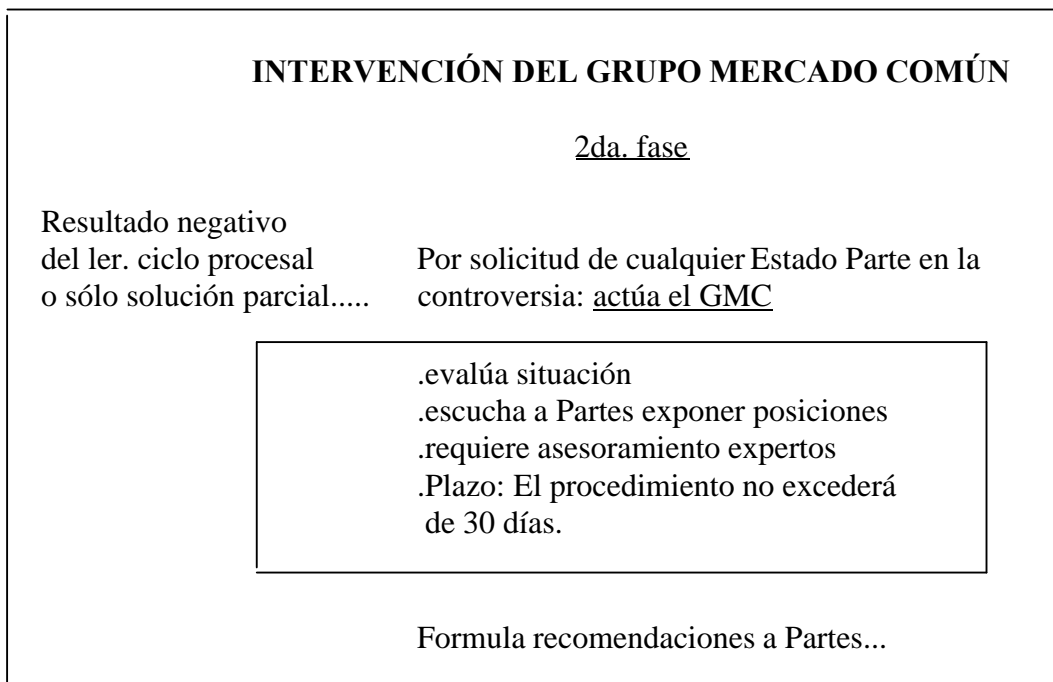 INTERVENCIÓN DEL GRUPO MERCADO COMÚN
2da. fase
Resultado negativo
del ler. ciclo procesal
o sólo solución parcial.....
Por solicitud de cualquier Estado Parte en la
controversia: actúa el GMC
.evalúa situación
.escucha a Partes exponer posiciones
.requiere asesoramiento expertos
.Plazo: El procedimiento no excederá
de 30 días.
Formula recomendaciones a Partes...